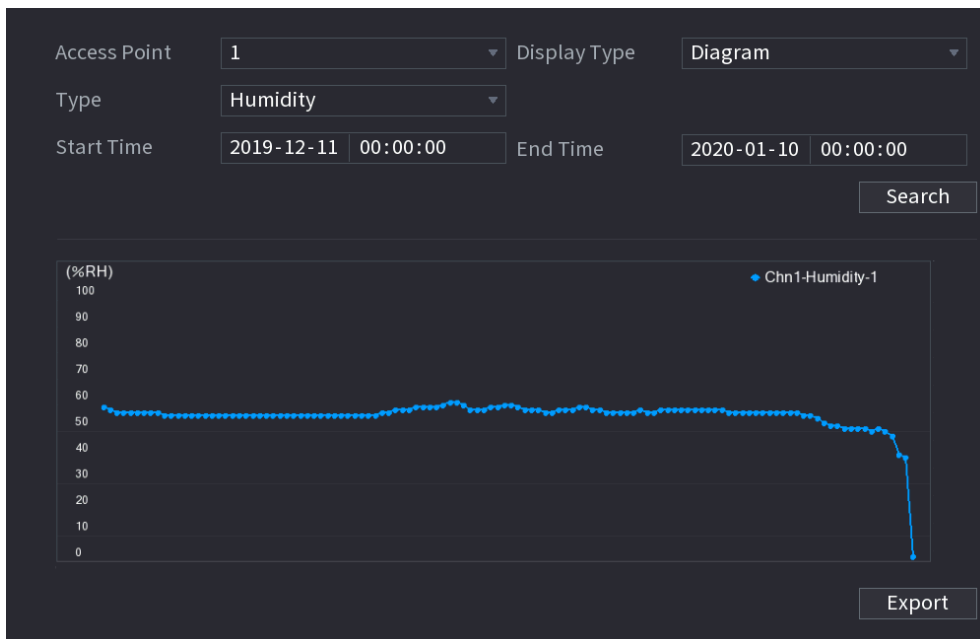 Access Point 1 Display Type Diagram
Type Humidity
Start Time 2019-12-11 00:00:00 End Time 2020-01-10 00:00:00
Search
(%RH)
Chn1-Humidity-1
100
90
80
70
60
50
40
30
20
10
0
Export